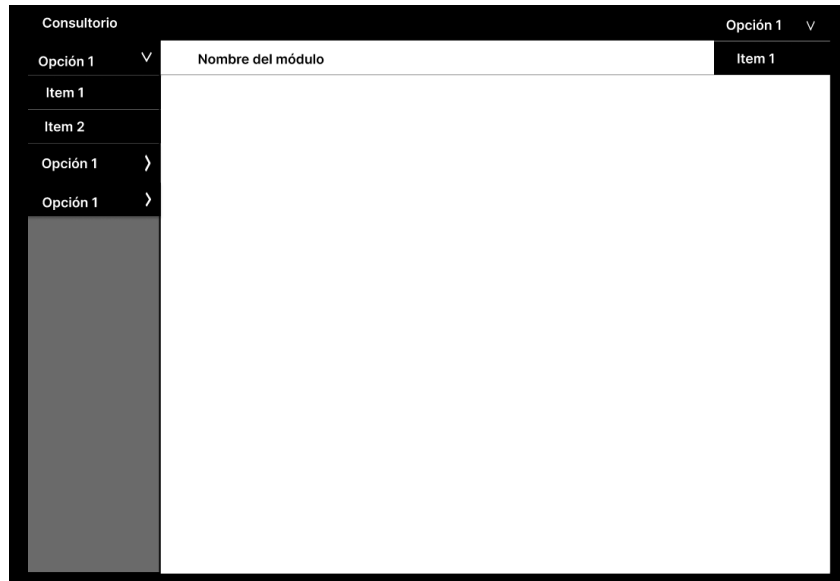 Consultorio
Opción 1
Opción 1
Nombre del módulo
Item 1
Item 1
Item 2
Opción 1
Opción 1